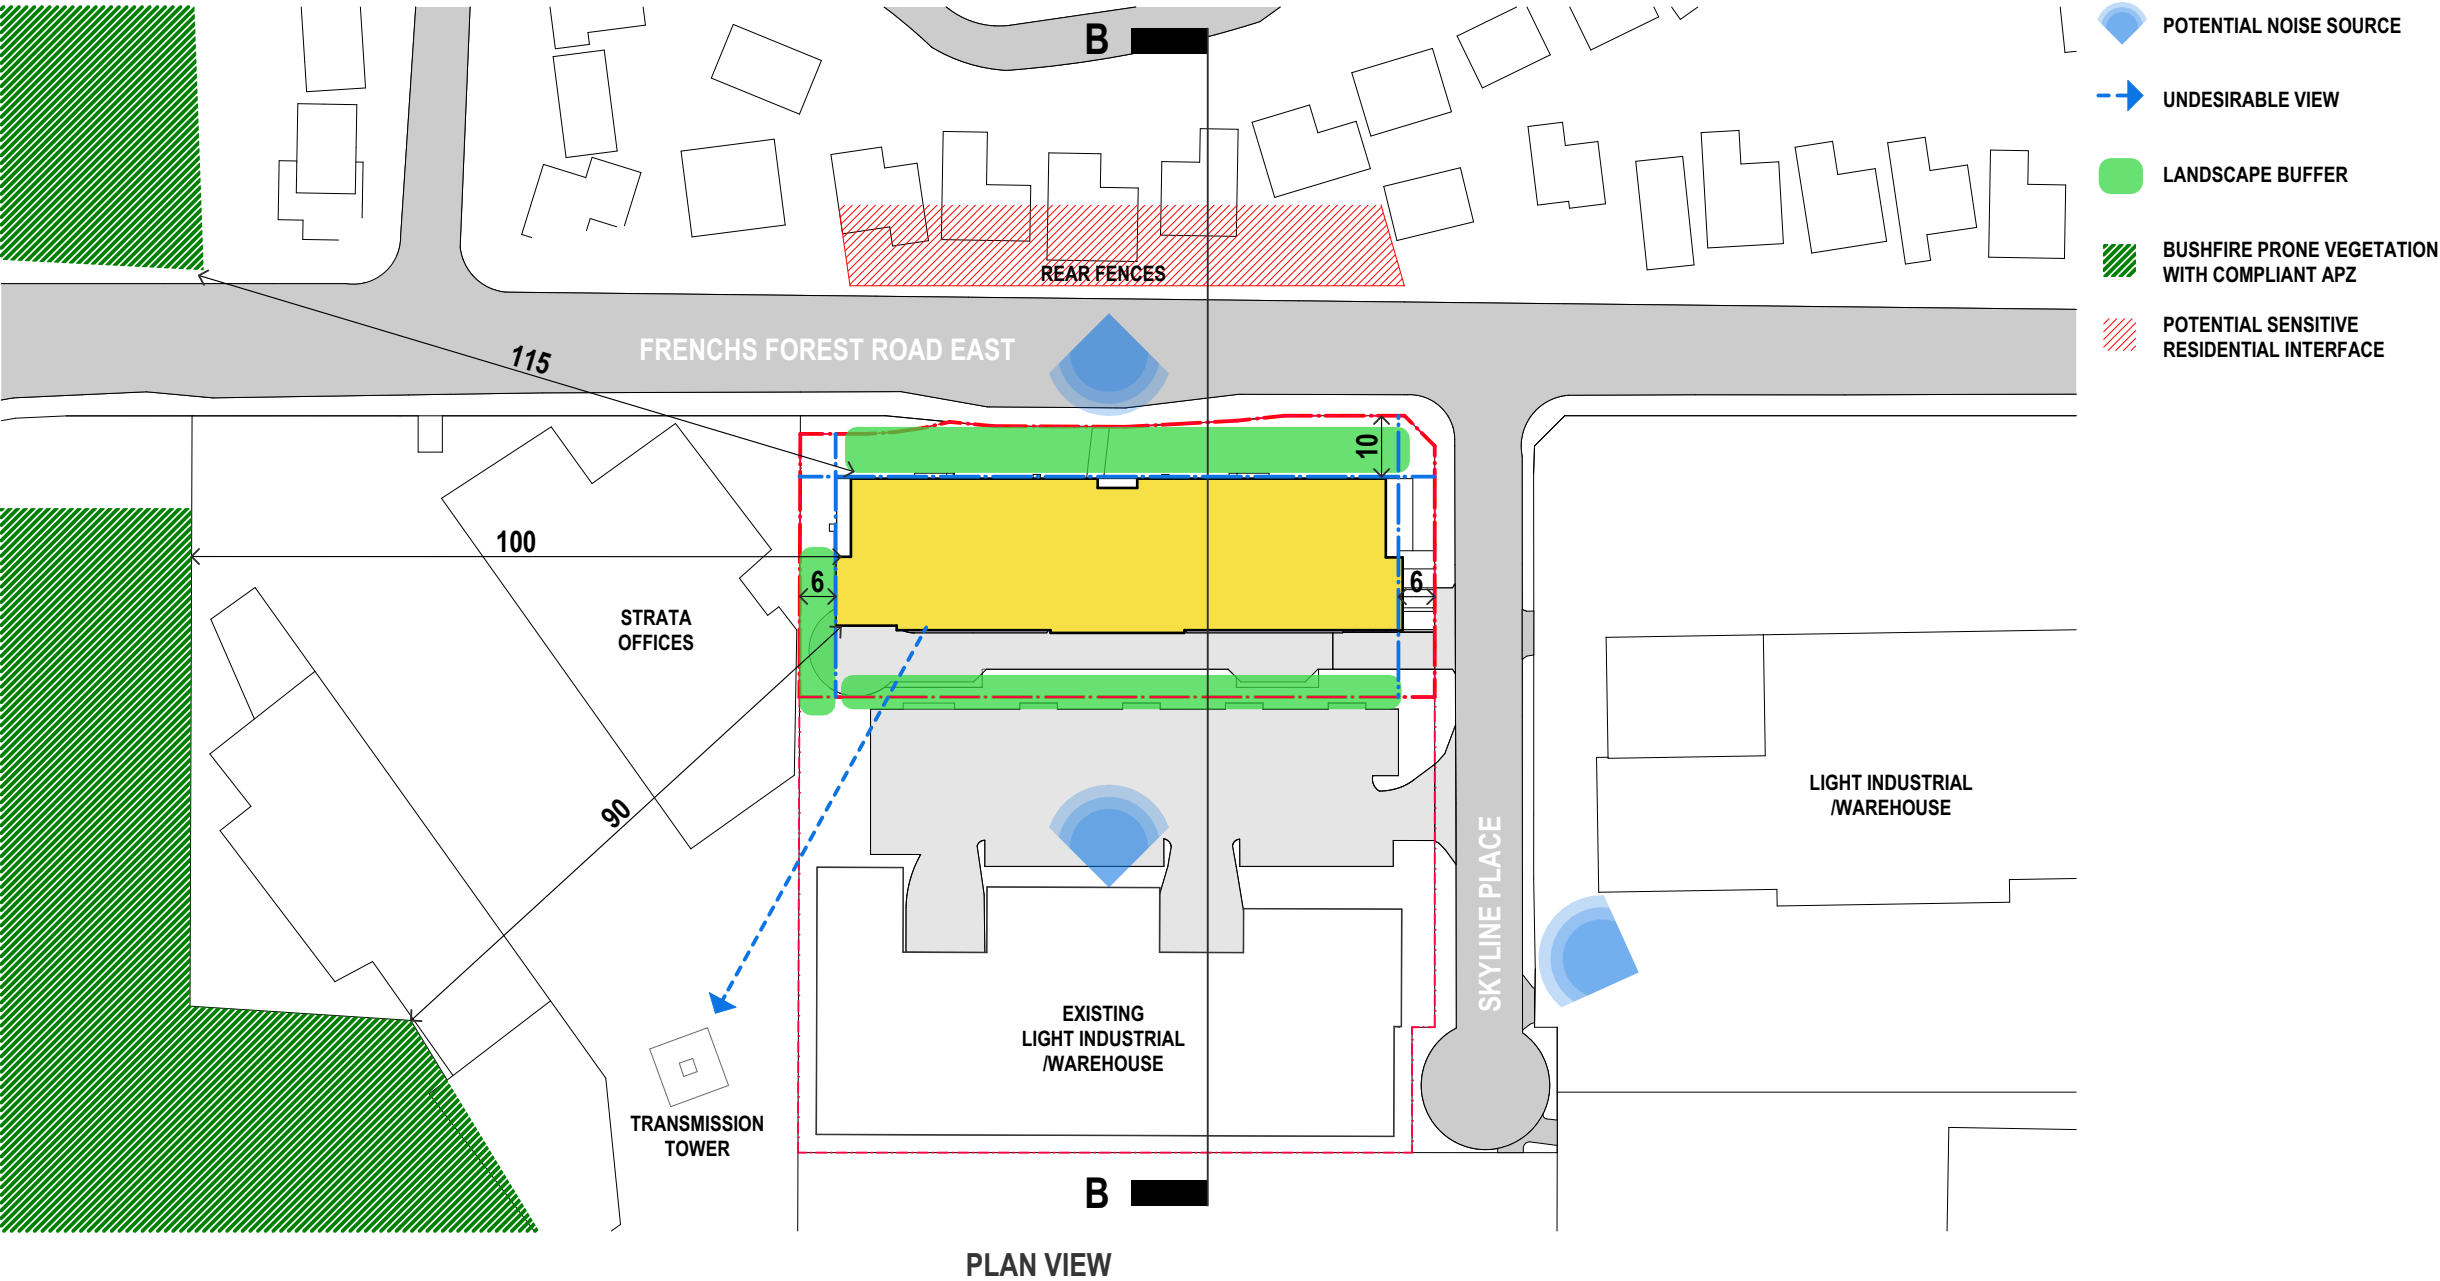 B
POTENTIAL NOISE SOURCE
UNDESIRABLE VIEW
LANDSCAPE BUFFER
BUSHFIRE PRONE VEGETATION
WITH COMPLIANT APZ
POTENTIAL SENSITIVE
RESIDENTIAL INTERFACE
REAR FENCES
FRENCHS FOREST ROAD EAST
115
10
100
6
6
STRATA
OFFICES
90
LIGHT INDUSTRIAL
/WAREHOUSE
SKYLINE PLACE
EXISTING
LIGHT INDUSTRIAL
/WAREHOUSE
TRANSMISSION
TOWER
B
PLAN VIEW